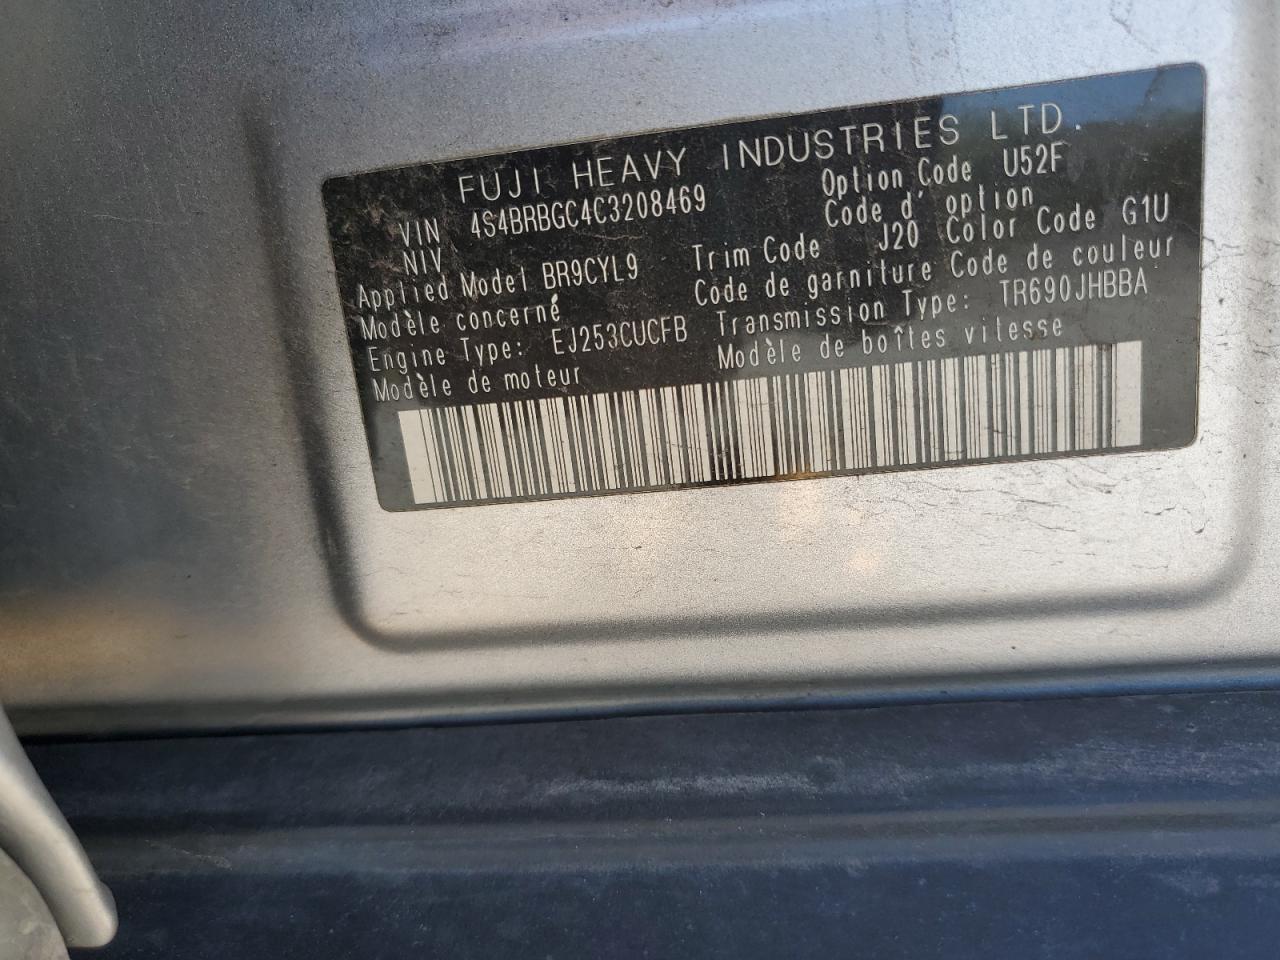 FUJI HEAVY INDUSTRIES LTD.
VIN 4S4BRBGC4C3208469 Option Code U52F
NIV Code d' option
Applied Model BR9CYL9 Trim Code J20 Color Code G1U
Modèle concerné Code de garniture Code de couleur
Engine Type: EJ253CUCFB Transmission Type: TR690JHBBA
Modèle de moteur Modèle de boîtes vitesse